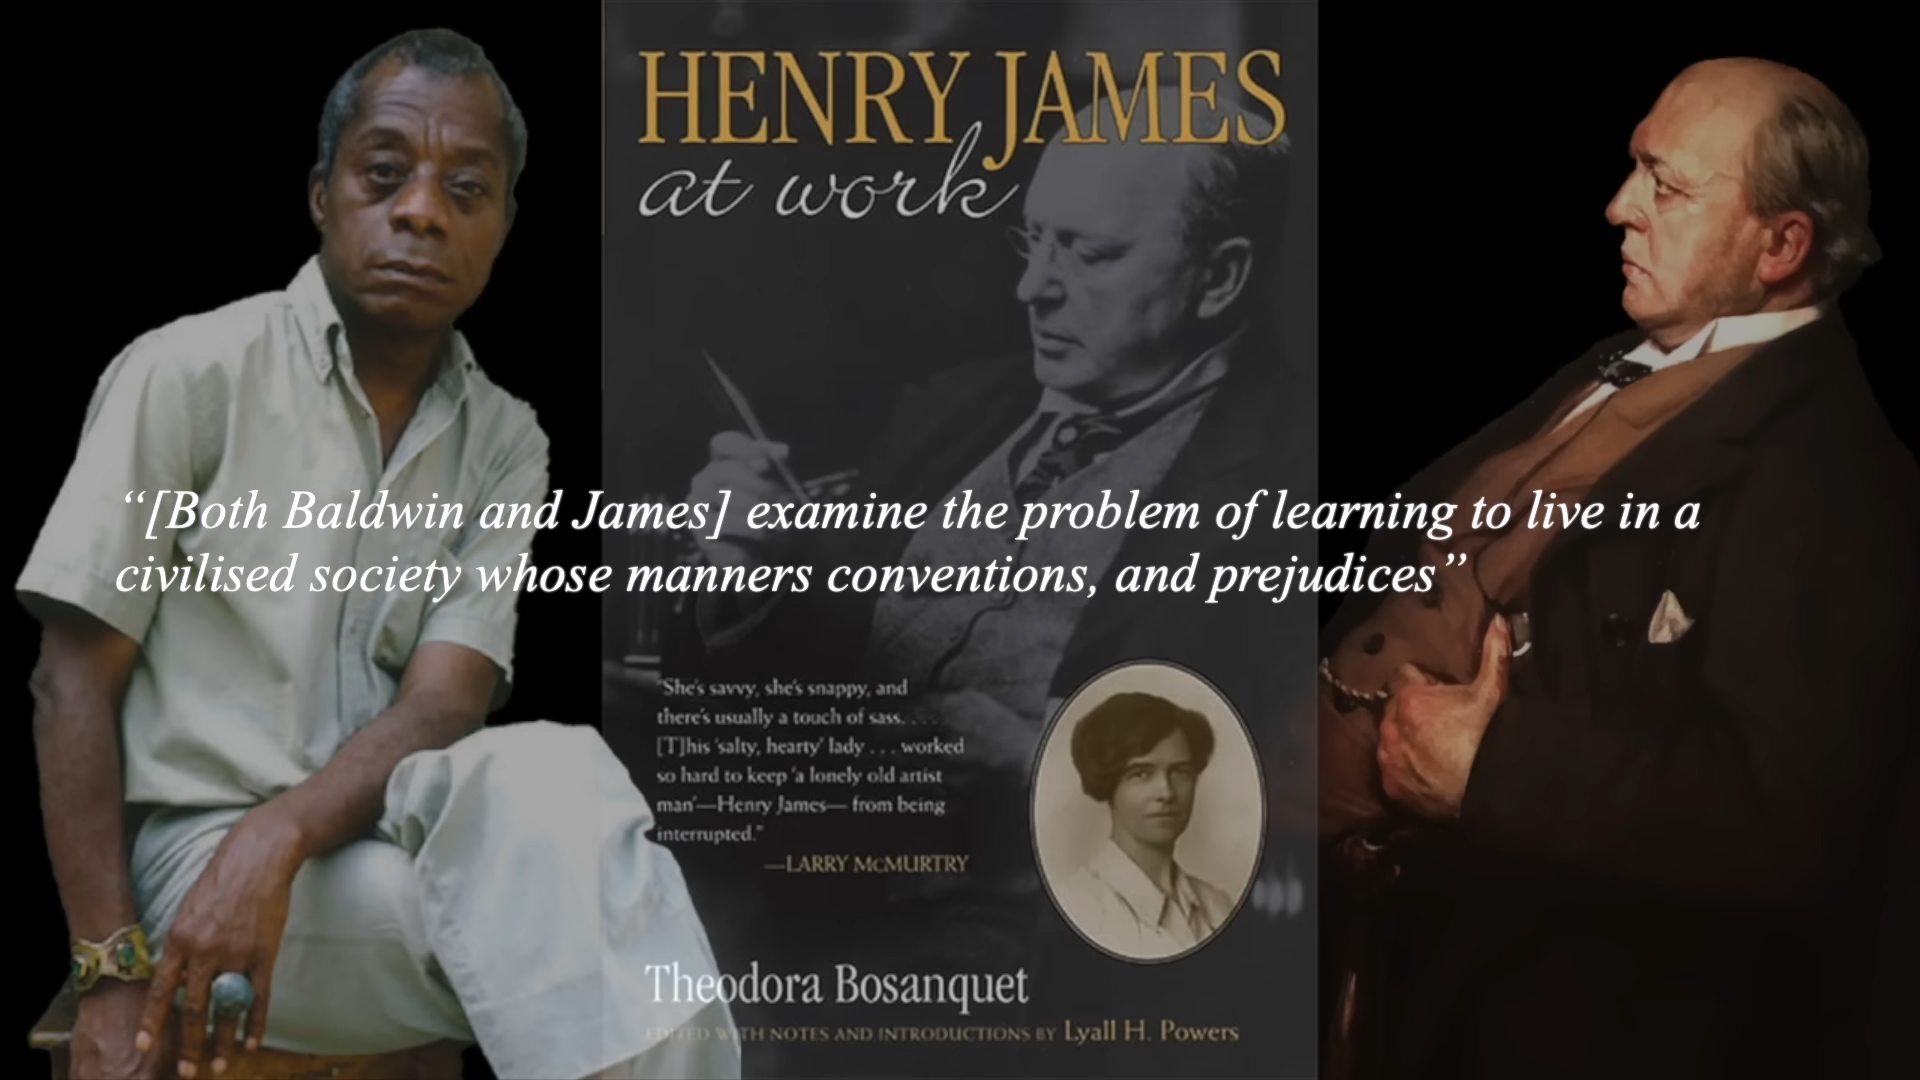 HENRY JAMES
at work
“[Both Baldwin and James] examine the problem of learning to live in a
civilised society whose manners conventions, and prejudices”
"She's savvy, she's snappy, and
there's usually a touch of sass. . . .
[T]his 'salty, hearty' lady . . . worked
so hard to keep 'a lonely old artist
man'—Henry James— from being
interrupted."
—LARRY McMURTRY
Theodora Bosanquet
EDITED WITH NOTES AND INTRODUCTIONS BY Lyall H. Powers